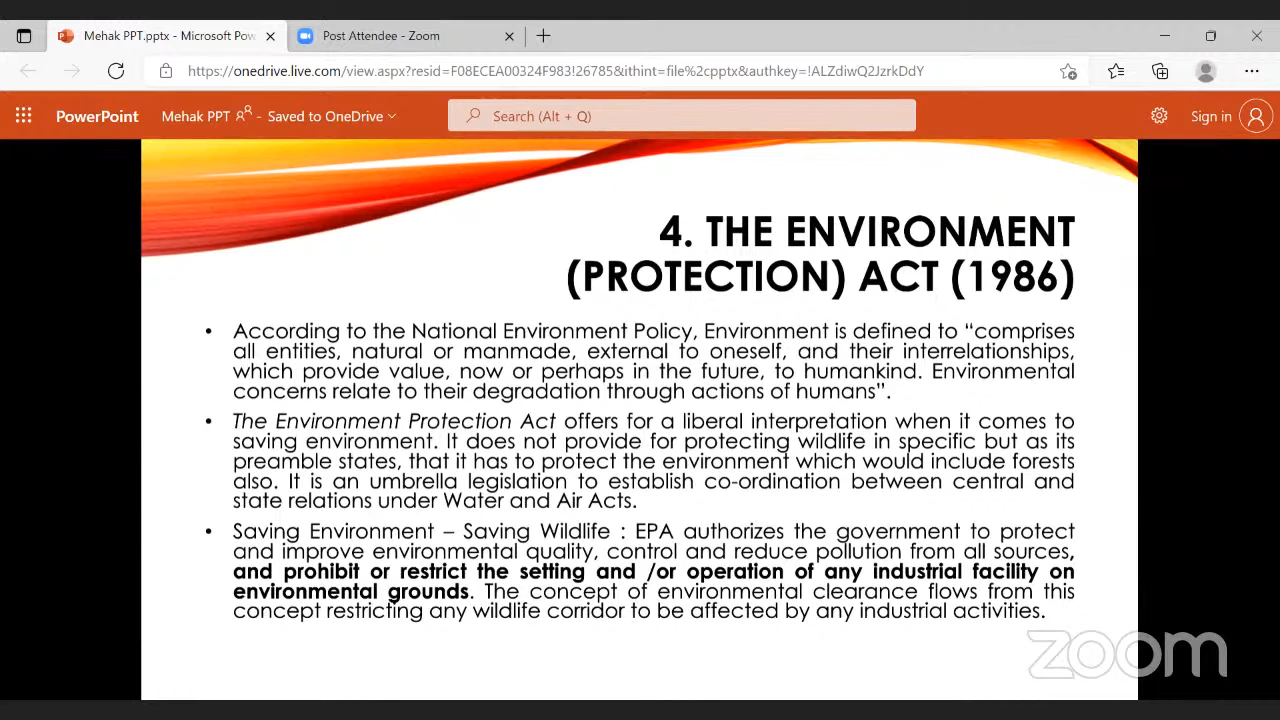 Mehak PPT.pptx - Microsoft Pow
Post Attendee - Zoom
https://onedrive.live.com/view.aspx?resid=F08ECEA00324F983!26785&ithint=file%2cpptx&authkey=!ALZdiwQ2JzrkDdY
PowerPoint Mehak PPT - Saved to OneDrive Search (Alt + Q) Sign in
4. THE ENVIRONMENT
(PROTECTION) ACT (1986)
• According to the National Environment Policy, Environment is defined to “comprises
all entities, natural or manmade, external to oneself, and their interrelationships,
which provide value, now or perhaps in the future, to humankind. Environmental
concerns relate to their degradation through actions of humans”.
• The Environment Protection Act offers for a liberal interpretation when it comes to
saving environment. It does not provide for protecting wildlife in specific but as its
preamble states, that it has to protect the environment which would include forests
also. It is an umbrella legislation to establish co-ordination between central and
state relations under Water and Air Acts.
• Saving Environment – Saving Wildlife : EPA authorizes the government to protect
and improve environmental quality, control and reduce pollution from all sources,
and prohibit or restrict the setting and /or operation of any industrial facility on
environmental grounds. The concept of environmental clearance flows from this
concept restricting any wildlife corridor to be affected by any industrial activities.
zoom